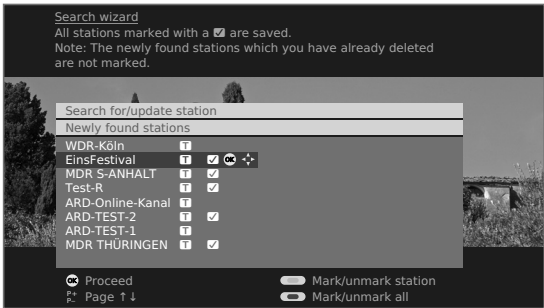 Search wizard
All stations marked with a ✓ are saved.
Note: The newly found stations which you have already deleted
are not marked.
Search for/update station
Newly found stations
WDR-Köln T
EinsFestival T ✓ OK
MDR S-ANHALT T ✓
Test-R T ✓
ARD-Online-Kanal T
ARD-TEST-2 T ✓
ARD-TEST-1 T
MDR THÜRINGEN T ✓
OK Proceed
Mark/unmark station
P+ P- Page ↑↓
Mark/unmark all